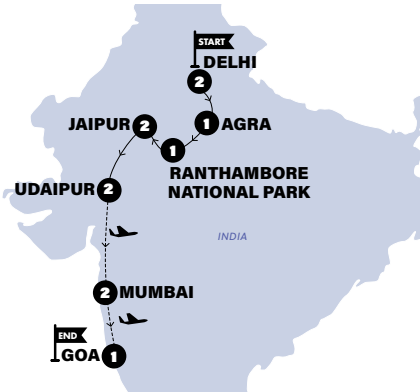 START
DELHI
2
1 AGRA
JAIPUR 2
1
RANTHAMBORE
NATIONAL PARK
UDAIPUR 2
INDIA
2 MUMBAI
END
GOA 1